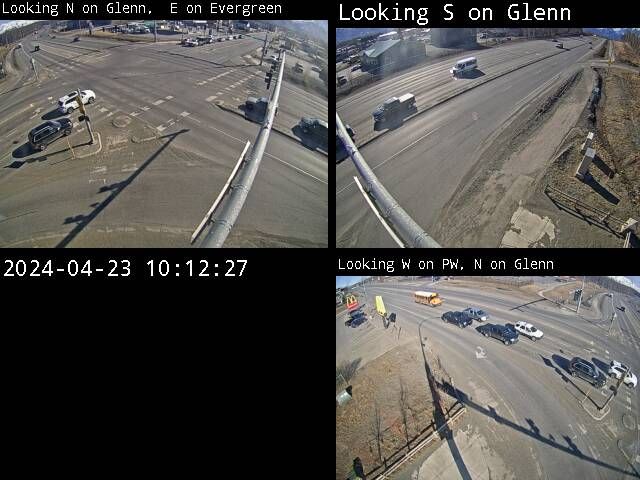 Looking N on Glenn,  E on Evergreen
Looking S on Glenn
2024-04-23 10:12:27
Looking W on PW, N on Glenn